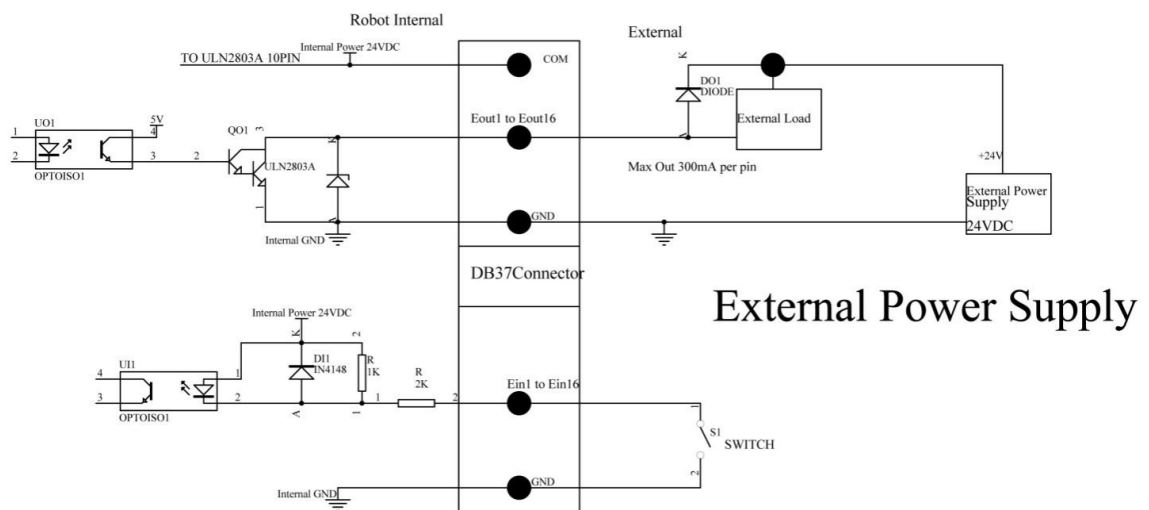 Robot Internal
External
Internal Power 24VDC
TO ULN2803A 10PIN
COM
K
DO1
DIODE
UO1
5V
4
1
3
QO1
Eout1 to Eout16
External Load
K
A
2
3
2
ULN2803A
OPTOISO1
Max Out 300mA per pin
+24V
External Power
Supply
24VDC
1
A
GND
Internal GND
DB37Connector
External Power Supply
Internal Power 24VDC
K
2
UI1
DI1
IN4148
R
1K
4
1
R
2K
Ein1 to Ein16
3
2
1
2
1
OPTOISO1
A
1
S1
SWITCH
2
GND
Internal GND